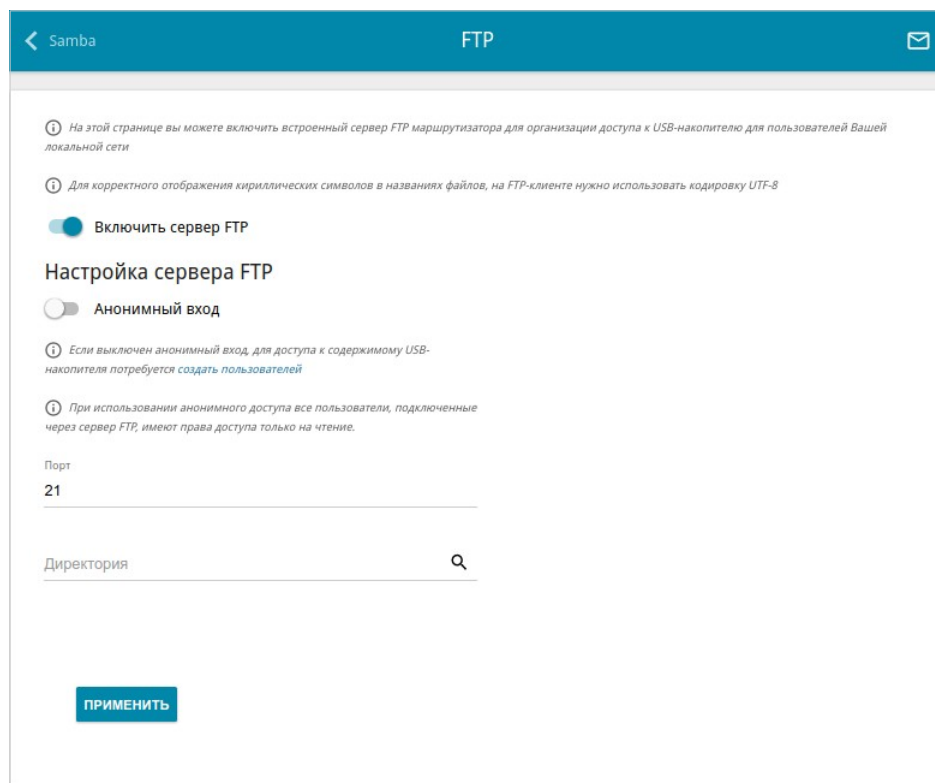 Samba
FTP
На этой странице вы можете включить встроенный сервер FTP маршрутизатора для организации доступа к USB-накопителю для пользователей Вашей
локальной сети
Для корректного отображения кириллических символов в названиях файлов, на FTP-клиенте нужно использовать кодировку UTF-8
Включить сервер FTP
Настройка сервера FTP
Анонимный вход
Если выключен анонимный вход, для доступа к содержимому USB-
накопителя потребуется создать пользователей
При использовании анонимного доступа все пользователи, подключенные
через сервер FTP, имеют права доступа только на чтение.
Порт
21
Директория
ПРИМЕНИТЬ